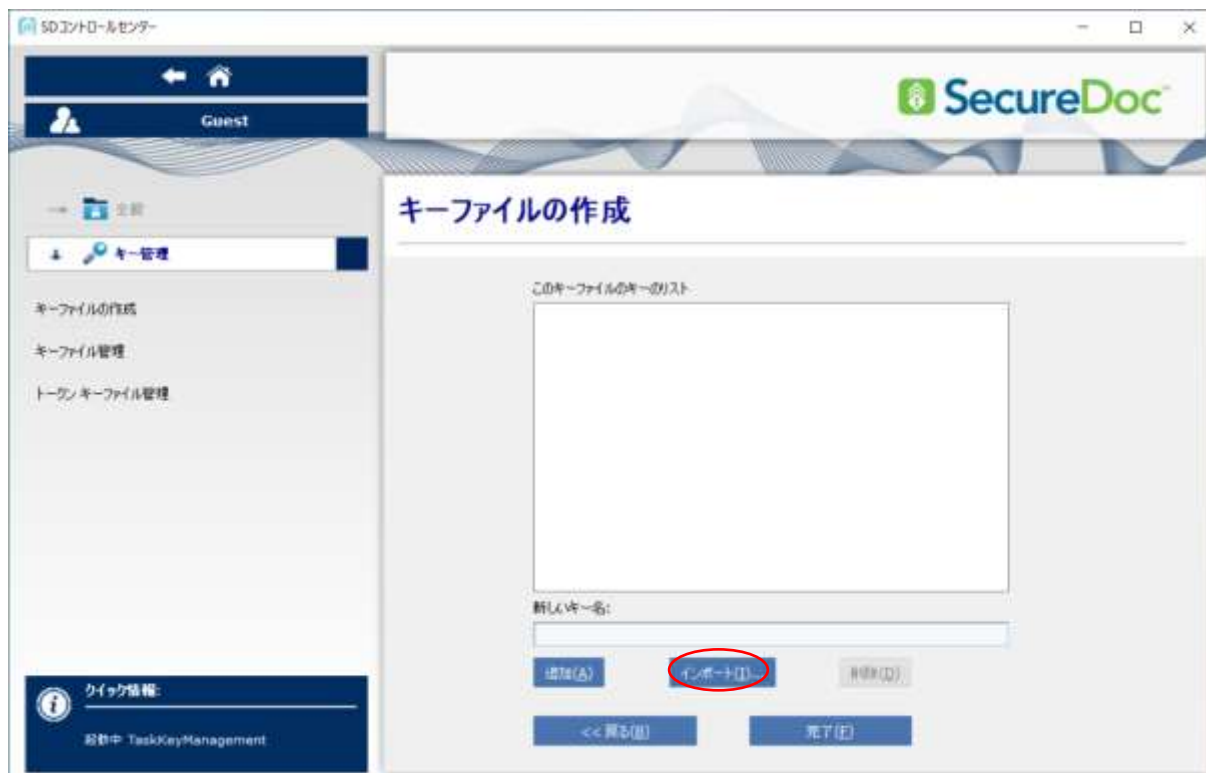 SDコントロールセンター
Guest
SecureDoc
全般
キー管理
キーファイルの作成
キーファイルの作成
キーファイル管理
トークン キーファイル管理
このキーファイルのキーのリスト
新しいキー名:
追加(A)
インポート(I)...
削除(D)
<< 戻る(B)
完了(F)
クイック情報:
起動中 TaskKeyManagement